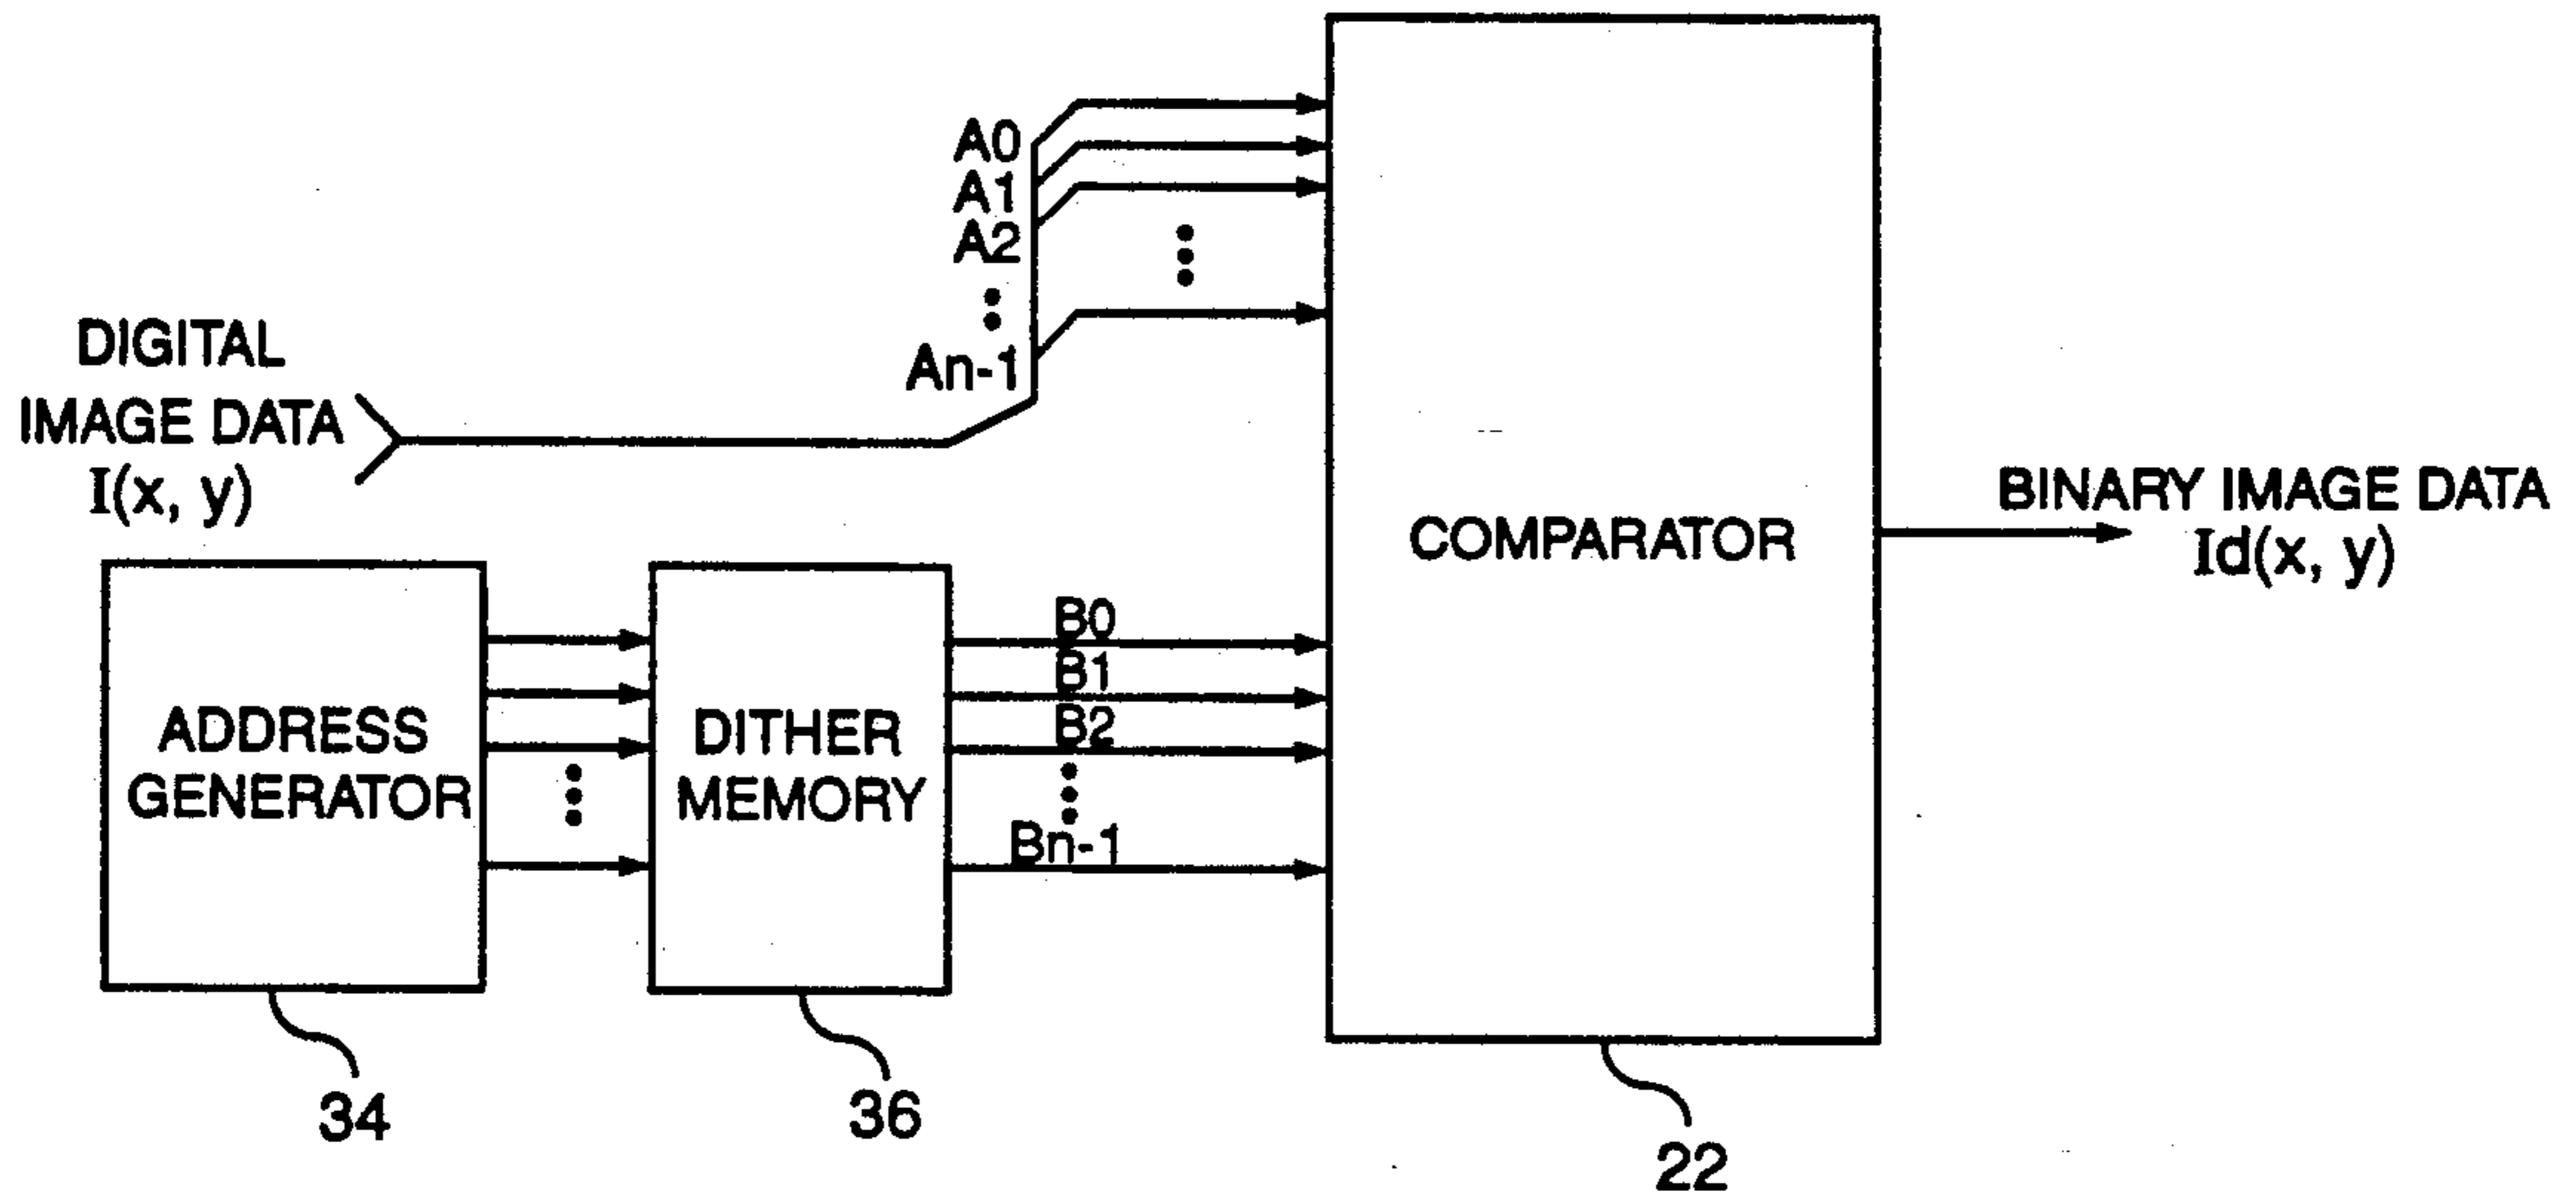 A0
A1
A2
An-1
DIGITAL
IMAGE DATA
I(x, y)
BINARY IMAGE DATA
Id(x, y)
COMPARATOR
B0
B1
B2
Bn-1
ADDRESS
GENERATOR
DITHER
MEMORY
34
36
22